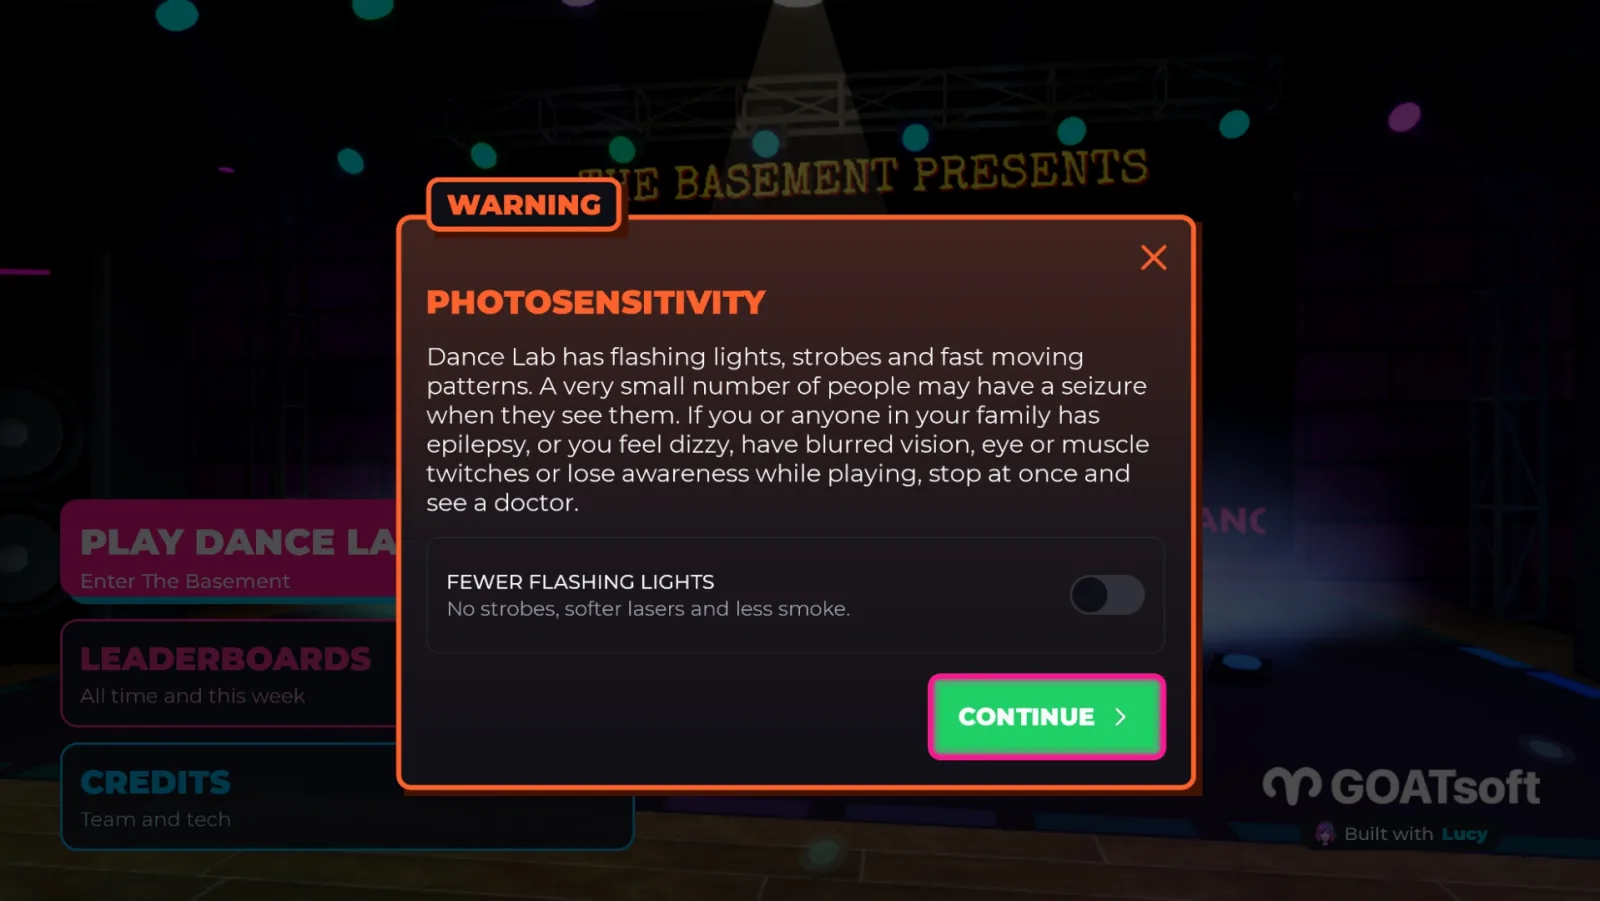 THE BASEMENT PRESENTS
WARNING
PHOTOSENSITIVITY
Dance Lab has flashing lights, strobes and fast moving
patterns. A very small number of people may have a seizure
when they see them. If you or anyone in your family has
epilepsy, or you feel dizzy, have blurred vision, eye or muscle
twitches or lose awareness while playing, stop at once and
see a doctor.
FEWER FLASHING LIGHTS
No strobes, softer lasers and less smoke.
CONTINUE
PLAY DANCE LA
Enter The Basement
LEADERBOARDS
All time and this week
CREDITS
Team and tech
GOATsoft
Built with Lucy